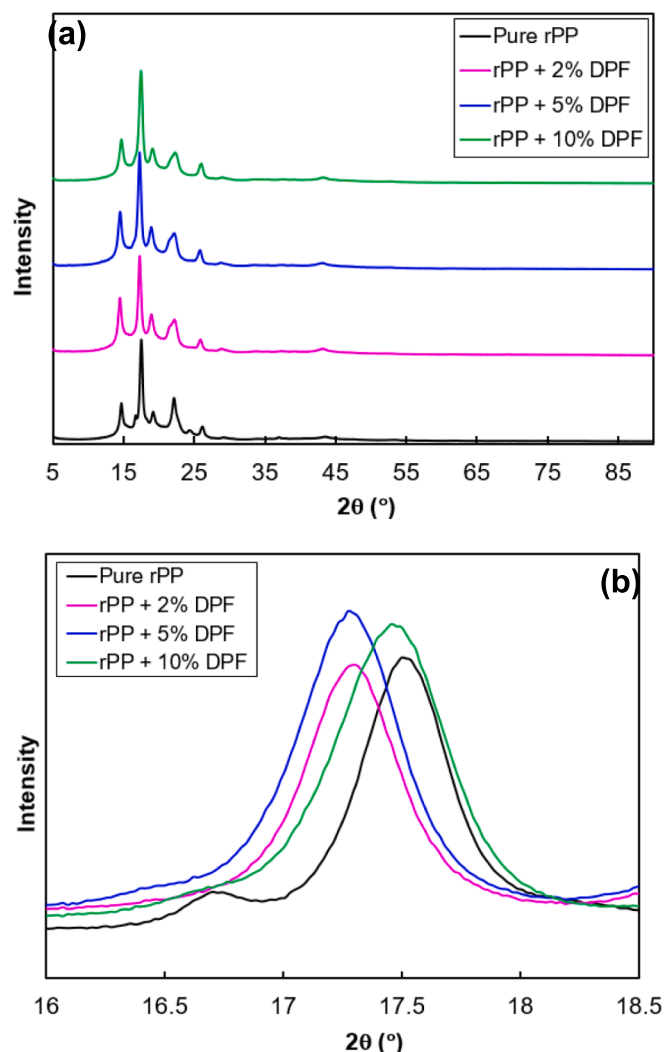 (a)
Pure rPP
rPP + 2% DPF
rPP + 5% DPF
rPP + 10% DPF
Intensity
5 15 25 35 45 55 65 75 85
2θ (°)
(b)
Pure rPP
rPP + 2% DPF
rPP + 5% DPF
rPP + 10% DPF
Intensity
16 16.5 17 17.5 18 18.5
2θ (°)